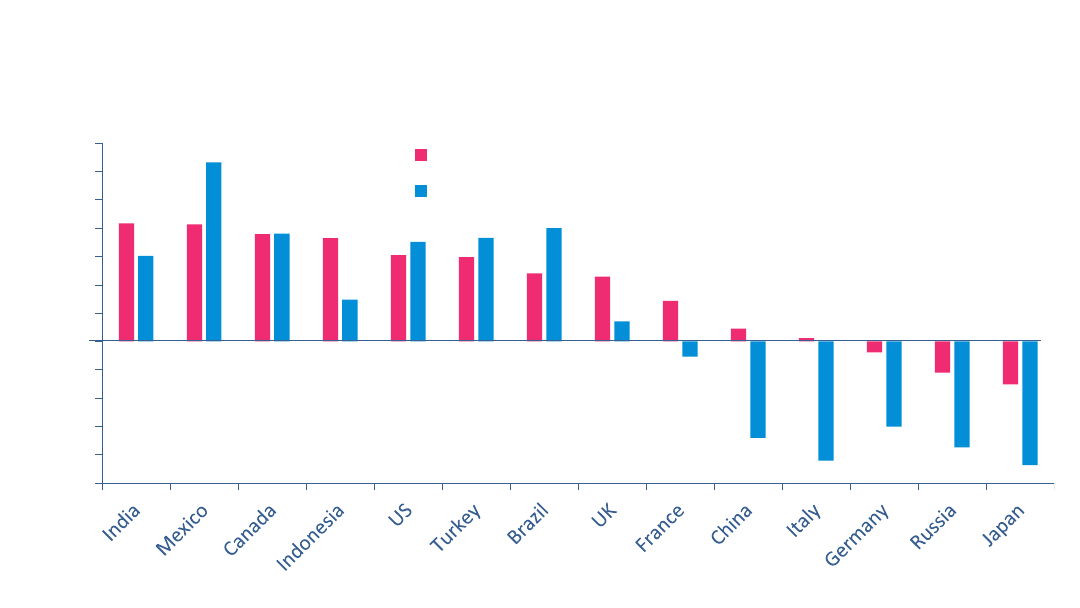 India
Mexico
Canada
Indonesia
US
Turkey
Brazil
UK
France
China
Italy
Germany
Russia
Japan